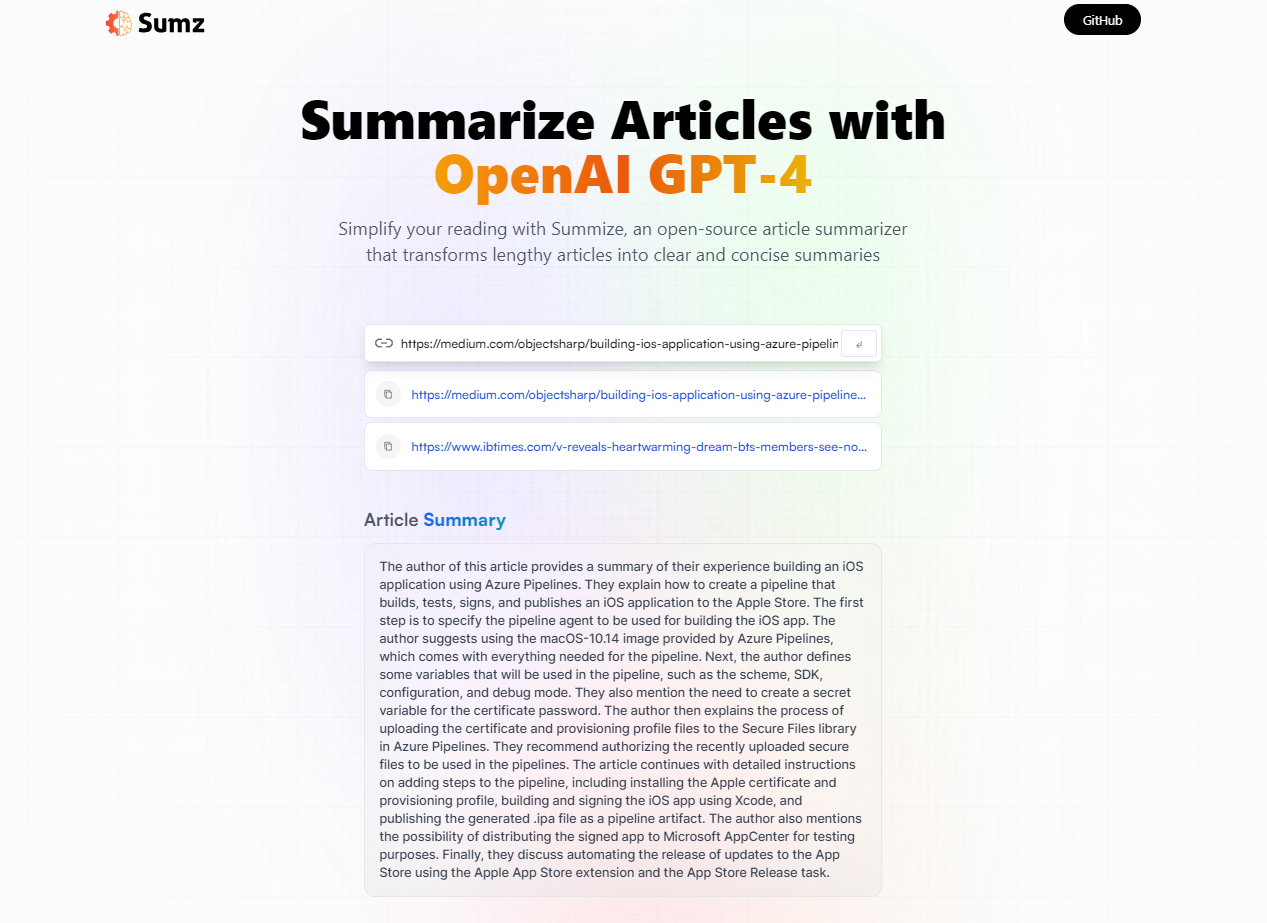 Sumz
GitHub
Summarize Articles with
OpenAI GPT-4
Simplify your reading with Summize, an open-source article summarizer
that transforms lengthy articles into clear and concise summaries
https://medium.com/objectsharp/building-ios-application-using-azure-pipelin
https://medium.com/objectsharp/building-ios-application-using-azure-pipeline...
https://www.ibtimes.com/v-reveals-heartwarming-dream-bts-members-see-no...
Article Summary
The author of this article provides a summary of their experience building an iOS
application using Azure Pipelines. They explain how to create a pipeline that
builds, tests, signs, and publishes an iOS application to the Apple Store. The first
step is to specify the pipeline agent to be used for building the iOS app. The
author suggests using the macOS-10.14 image provided by Azure Pipelines,
which comes with everything needed for the pipeline. Next, the author defines
some variables that will be used in the pipeline, such as the scheme, SDK,
configuration, and debug mode. They also mention the need to create a secret
variable for the certificate password. The author then explains the process of
uploading the certificate and provisioning profile files to the Secure Files library
in Azure Pipelines. They recommend authorizing the recently uploaded secure
files to be used in the pipelines. The article continues with detailed instructions
on adding steps to the pipeline, including installing the Apple certificate and
provisioning profile, building and signing the iOS app using Xcode, and
publishing the generated .ipa file as a pipeline artifact. The author also mentions
the possibility of distributing the signed app to Microsoft AppCenter for testing
purposes. Finally, they discuss automating the release of updates to the App
Store using the Apple App Store extension and the App Store Release task.